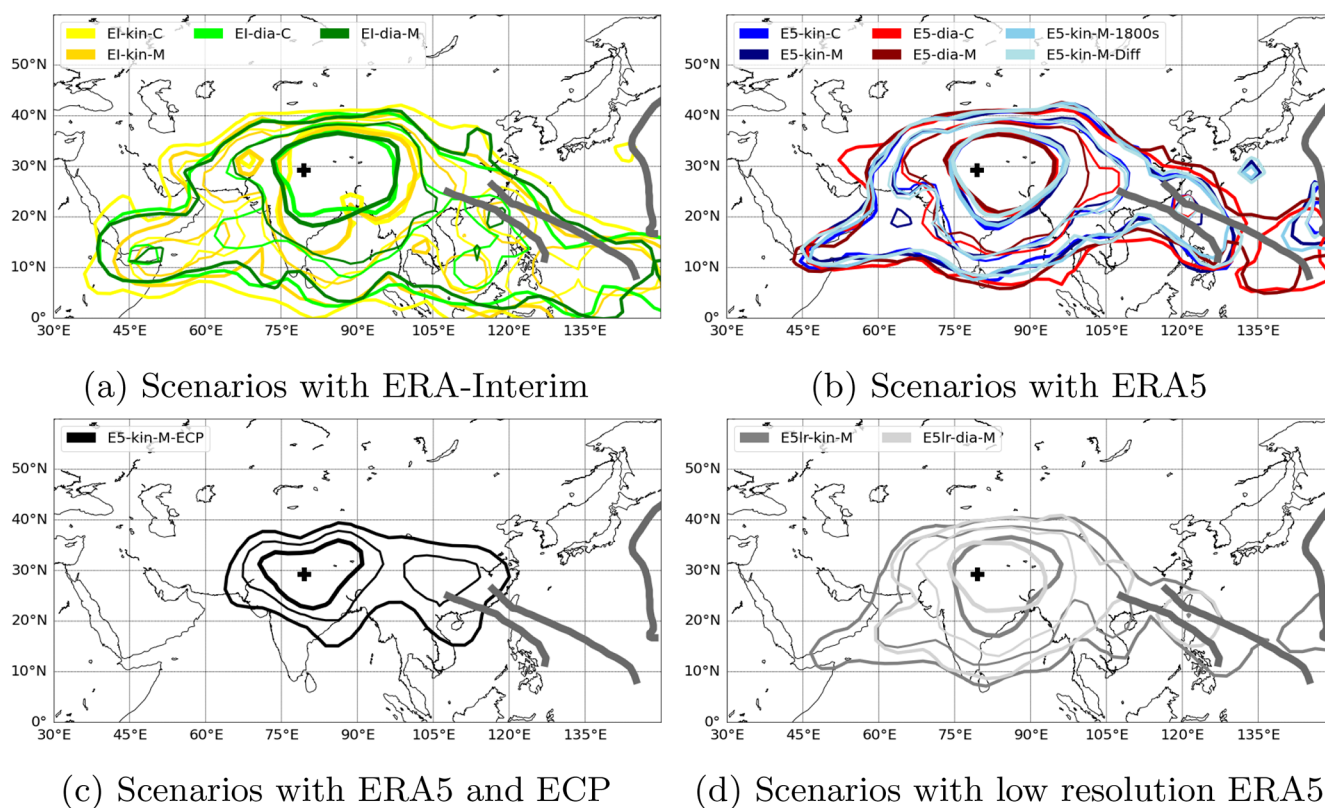 EI-kin-C EI-dia-C EI-dia-M
EI-kin-M
50°N
40°N
30°N
20°N
10°N
0°
30°E 45°E 60°E 75°E 90°E 105°E 120°E 135°E
(a) Scenarios with ERA-Interim
E5-kin-C E5-dia-C E5-kin-M-1800s
E5-kin-M E5-dia-M E5-kin-M-Diff
50°N
40°N
30°N
20°N
10°N
0°
30°E 45°E 60°E 75°E 90°E 105°E 120°E 135°E
(b) Scenarios with ERA5
E5-kin-M-ECP
50°N
40°N
30°N
20°N
10°N
0°
30°E 45°E 60°E 75°E 90°E 105°E 120°E 135°E
(c) Scenarios with ERA5 and ECP
E5lr-kin-M E5lr-dia-M
50°N
40°N
30°N
20°N
10°N
0°
30°E 45°E 60°E 75°E 90°E 105°E 120°E 135°E
(d) Scenarios with low resolution ERA5